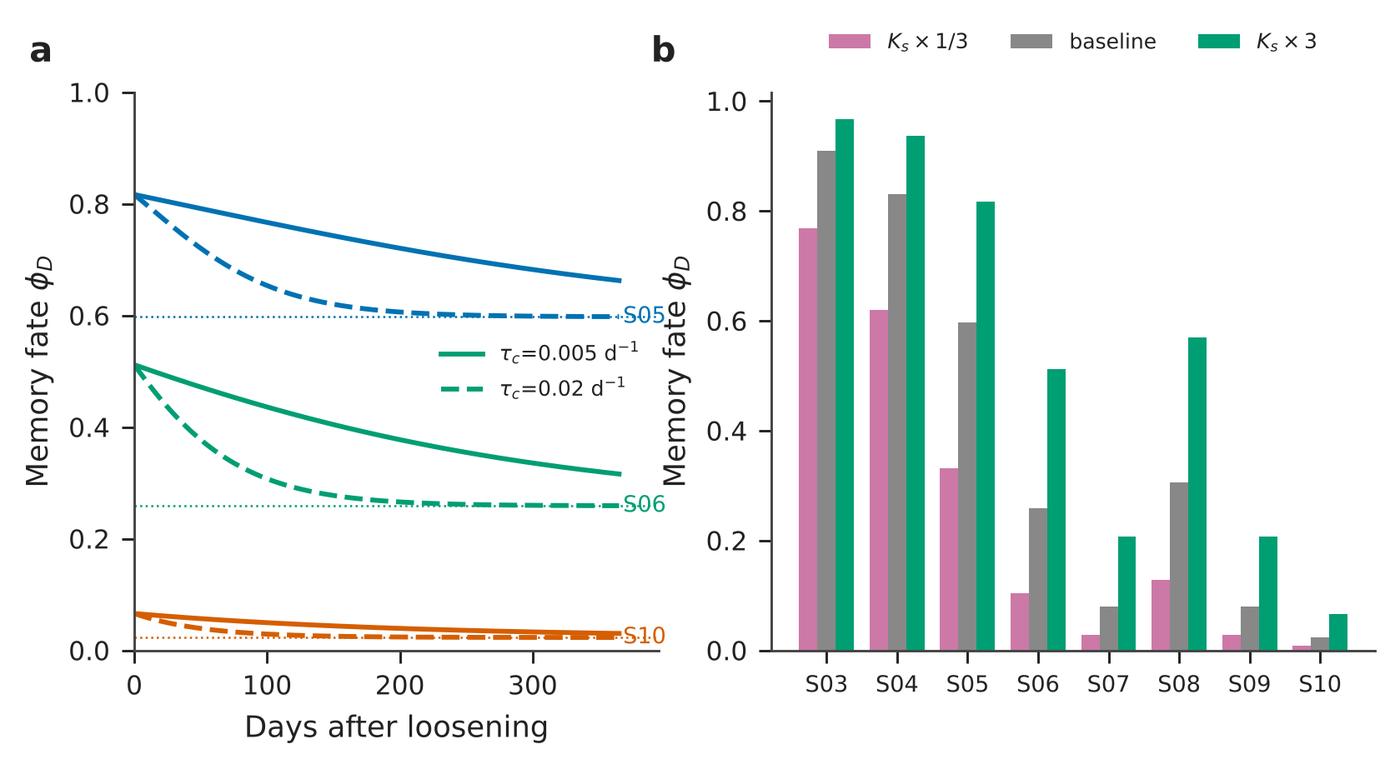 a
b
K_s × 1/3
baseline
K_s × 3
Memory fate ϕ_D
1.0
0.8
0.6
0.4
0.2
0.0
S05
τ_c=0.005 d⁻¹
τ_c=0.02 d⁻¹
S06
S10
0
100
200
300
Days after loosening
Memory fate ϕ_D
1.0
0.8
0.6
0.4
0.2
0.0
S03
S04
S05
S06
S07
S08
S09
S10